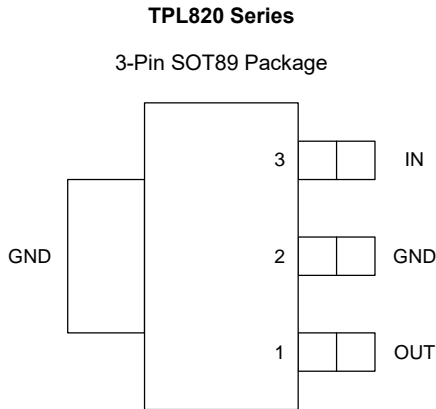 TPL820 Series
3-Pin SOT89 Package
3 IN
GND 2 GND
1 OUT